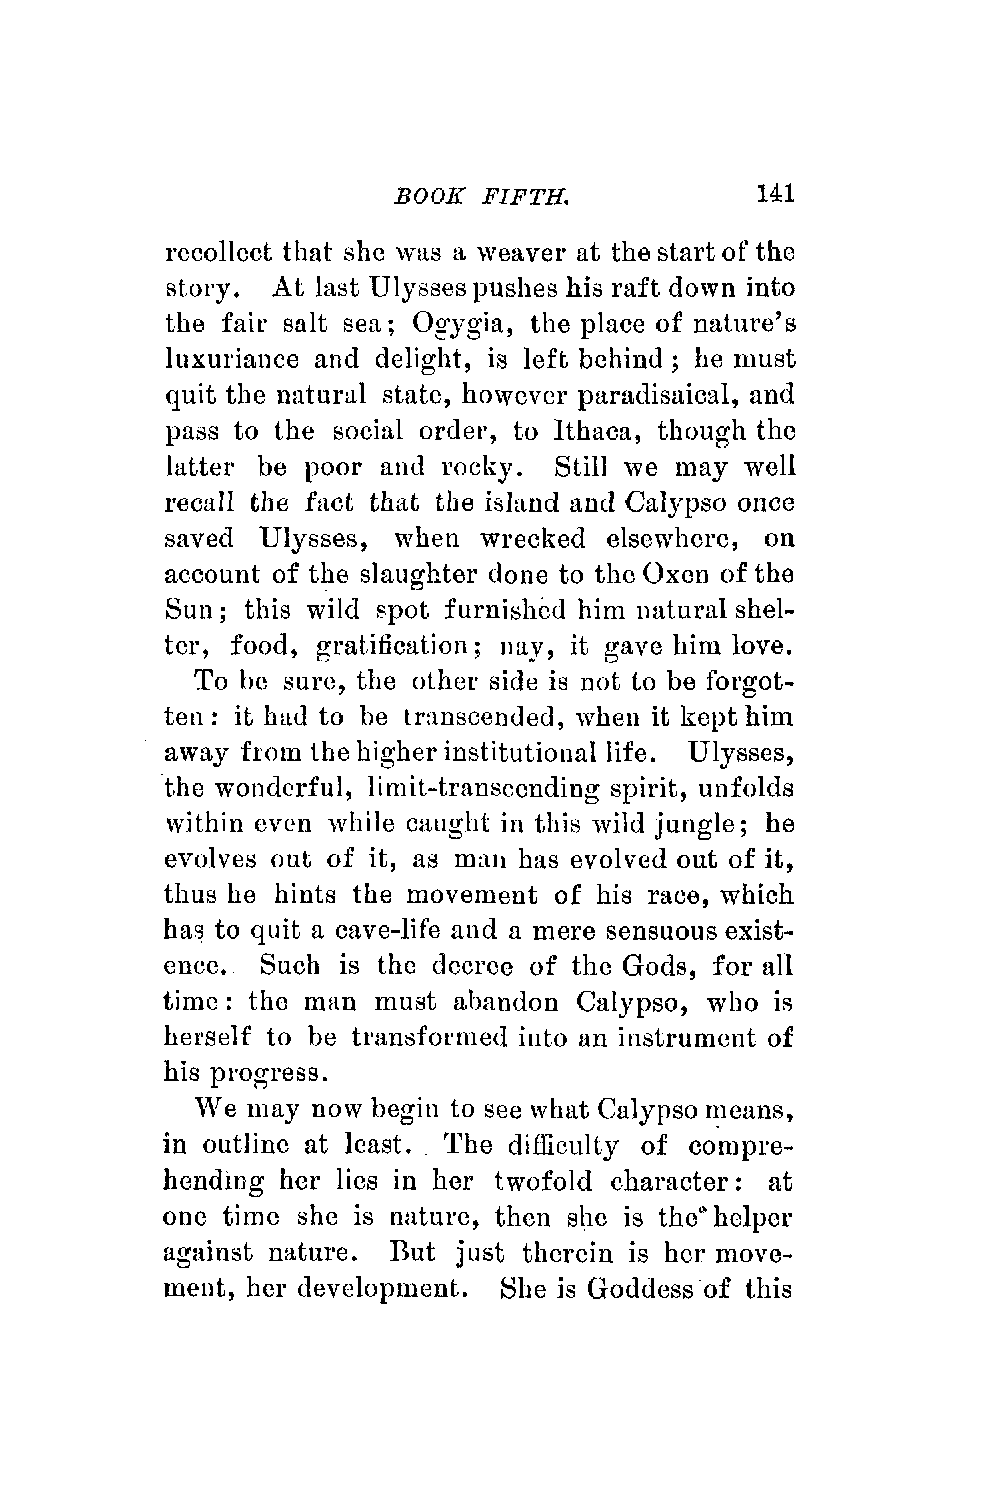 BOOK FIFTH. 141
recollect that she was a weaver at the start of the
story. At last Ulysses pushes his raft down into
the fair salt sea; Ogygia, the place of nature's
luxuriance and delight, is left behind; he must
quit the natural state, however paradisaical, and
pass to the social order, to Ithaca, though the
latter be poor and rocky. Still we may well
recall the fact that the island and Calypso once
saved Ulysses, when wrecked elsewhere, on
account of the slaughter done to the Oxen of the
Sun; this wild spot furnished him natural shel-
ter, food, gratification; nay, it gave him love.
To be sure, the other side is not to be forgot-
ten: it had to be transcended, when it kept him
away from the higher institutional life. Ulysses,
the wonderful, limit-transcending spirit, unfolds
within even while caught in this wild jungle; he
evolves out of it, as man has evolved out of it,
thus he hints the movement of his race, which
has to quit a cave-life and a mere sensuous exist-
ence. Such is the decree of the Gods, for all
time: the man must abandon Calypso, who is
herself to be transformed into an instrument of
his progress.
We may now begin to see what Calypso means,
in outline at least. The difficulty of compre-
hending her lies in her twofold character: at
one time she is nature, then she is the helper
against nature. But just therein is her move-
ment, her development. She is Goddess of this